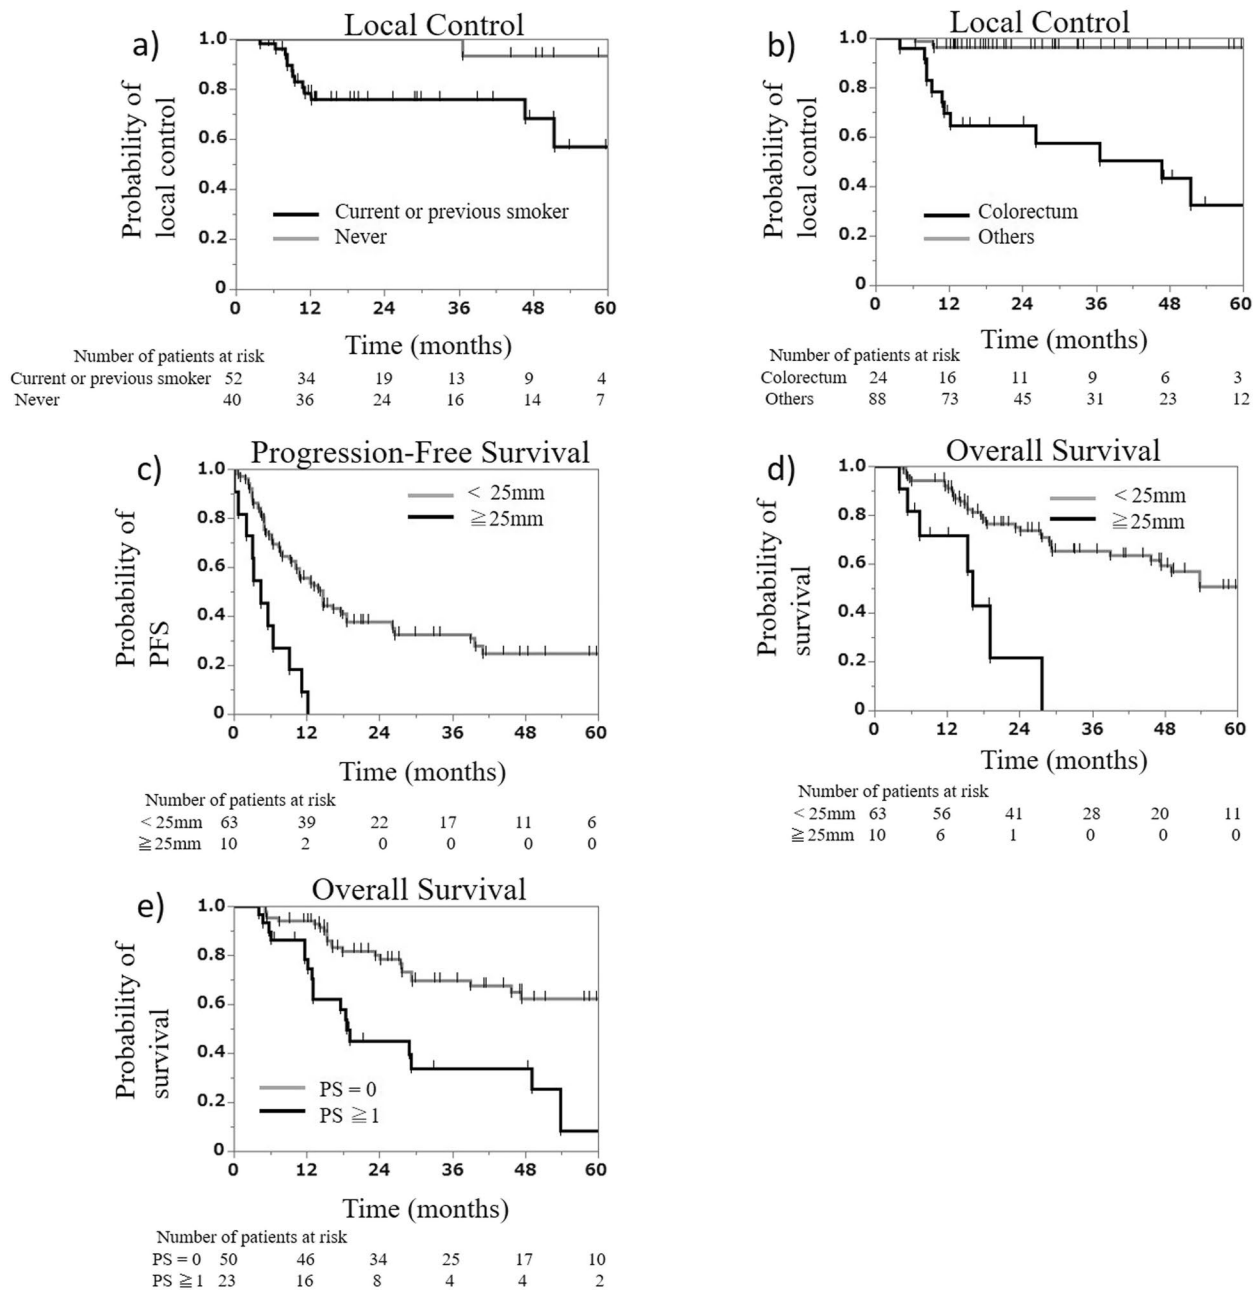 a)
Local Control
Probability of
local control
1.0
0.8
0.6
0.4
0.2
0
Current or previous smoker
Never
0 12 24 36 48 60
Time (months)
Number of patients at risk
Current or previous smoker 52 34 19 13 9 4
Never 40 36 24 16 14 7
b)
Local Control
Probability of
local control
1.0
0.8
0.6
0.4
0.2
0
Colorectum
Others
0 12 24 36 48 60
Time (months)
Number of patients at risk
Colorectum 24 16 11 9 6 3
Others 88 73 45 31 23 12
c)
Progression-Free Survival
Probability of
PFS
1.0
0.8
0.6
0.4
0.2
0
< 25mm
≧25mm
0 12 24 36 48 60
Time (months)
Number of patients at risk
< 25mm 63 39 22 17 11 6
≧25mm 10 2 0 0 0 0
d)
Overall Survival
Probability of
survival
1.0
0.8
0.6
0.4
0.2
0
< 25mm
≧25mm
0 12 24 36 48 60
Time (months)
Number of patients at risk
< 25mm 63 56 41 28 20 11
≧25mm 10 6 1 0 0 0
e)
Overall Survival
Probability of
survival
1.0
0.8
0.6
0.4
0.2
0
PS = 0
PS ≧1
0 12 24 36 48 60
Time (months)
Number of patients at risk
PS = 0 50 46 34 25 17 10
PS ≧1 23 16 8 4 4 2